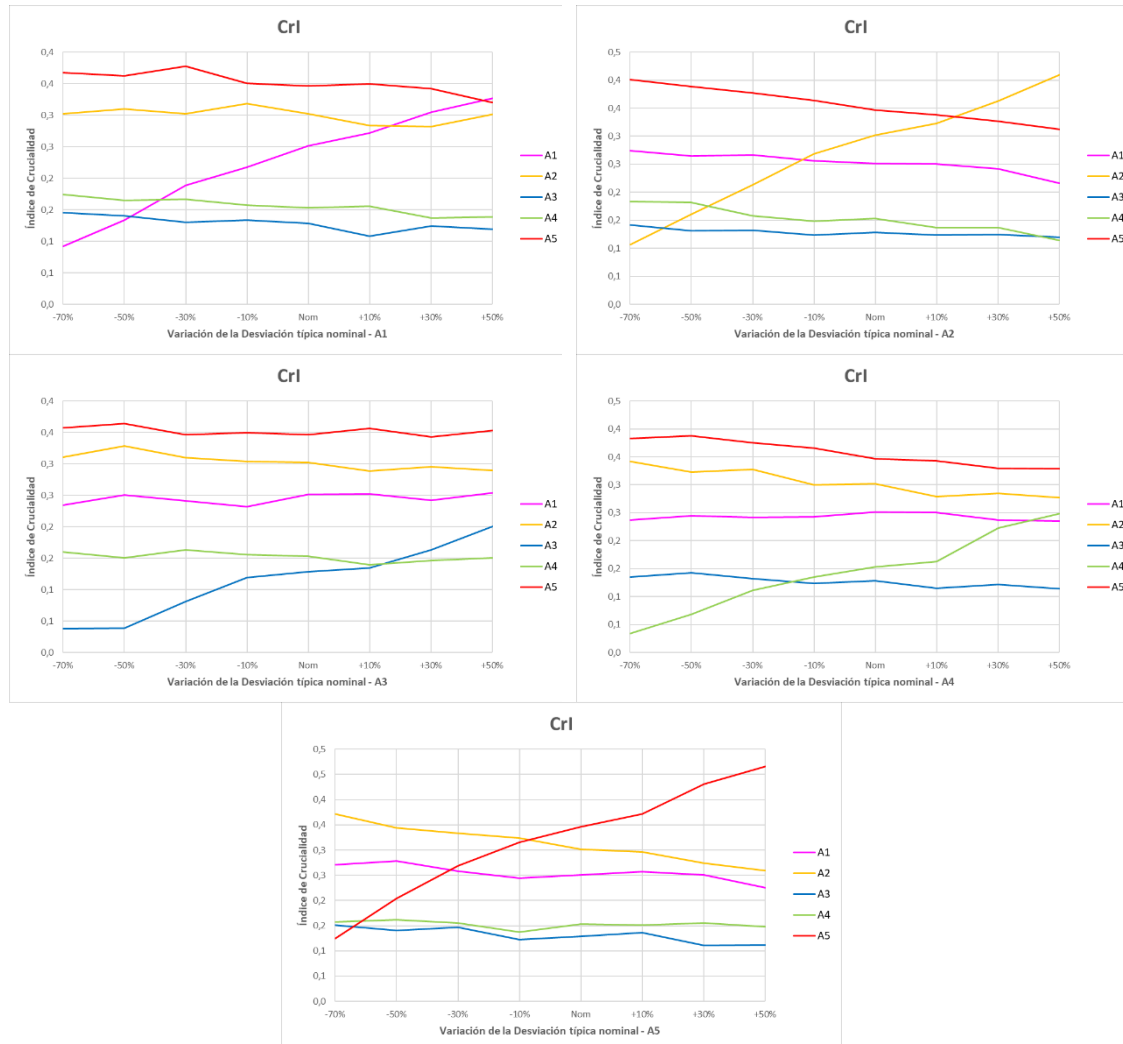 CrI
0,4
0,4
0,3
0,3
0,2
0,2
0,1
0,1
0,0
Índice de Crucialidad
-70% -50% -30% -10% Nom +10% +30% +50%
Variación de la Desviación típica nominal - A1
A1
A2
A3
A4
A5
CrI
0,5
0,4
0,4
0,3
0,3
0,2
0,2
0,1
0,1
0,0
Índice de Crucialidad
-70% -50% -30% -10% Nom +10% +30% +50%
Variación de la Desviación típica nominal - A2
A1
A2
A3
A4
A5
CrI
0,4
0,4
0,3
0,3
0,2
0,2
0,1
0,1
0,0
Índice de Crucialidad
-70% -50% -30% -10% Nom +10% +30% +50%
Variación de la Desviación típica nominal - A3
A1
A2
A3
A4
A5
CrI
0,5
0,4
0,4
0,3
0,3
0,2
0,2
0,1
0,1
0,0
Índice de Crucialidad
-70% -50% -30% -10% Nom +10% +30% +50%
Variación de la Desviación típica nominal - A4
A1
A2
A3
A4
A5
CrI
0,5
0,5
0,4
0,4
0,3
0,3
0,2
0,2
0,1
0,1
0,0
Índice de Crucialidad
-70% -50% -30% -10% Nom +10% +30% +50%
Variación de la Desviación típica nominal - A5
A1
A2
A3
A4
A5